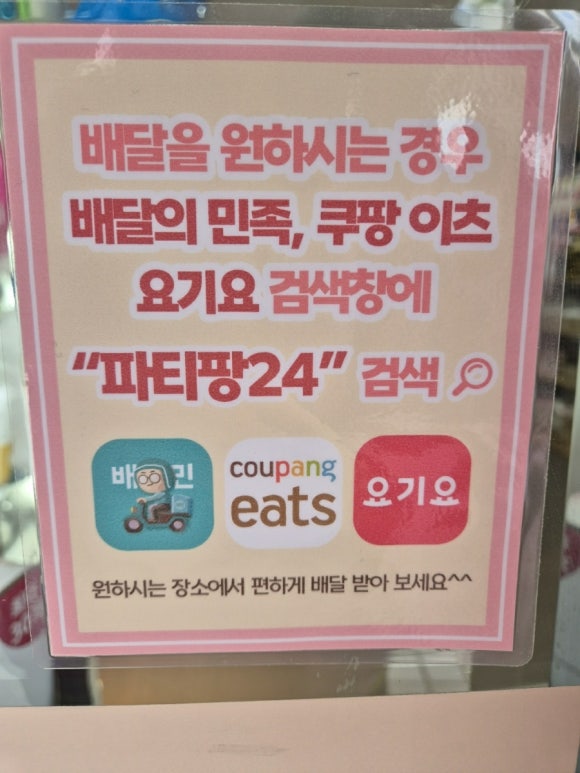 배달을 원하시는 경우
배달의 민족, 쿠팡 이츠
요기요 검색창에
“파티팡24” 검색
배 민
coupang
eats
요기요
원하시는 장소에서 편하게 배달 받아 보세요^^